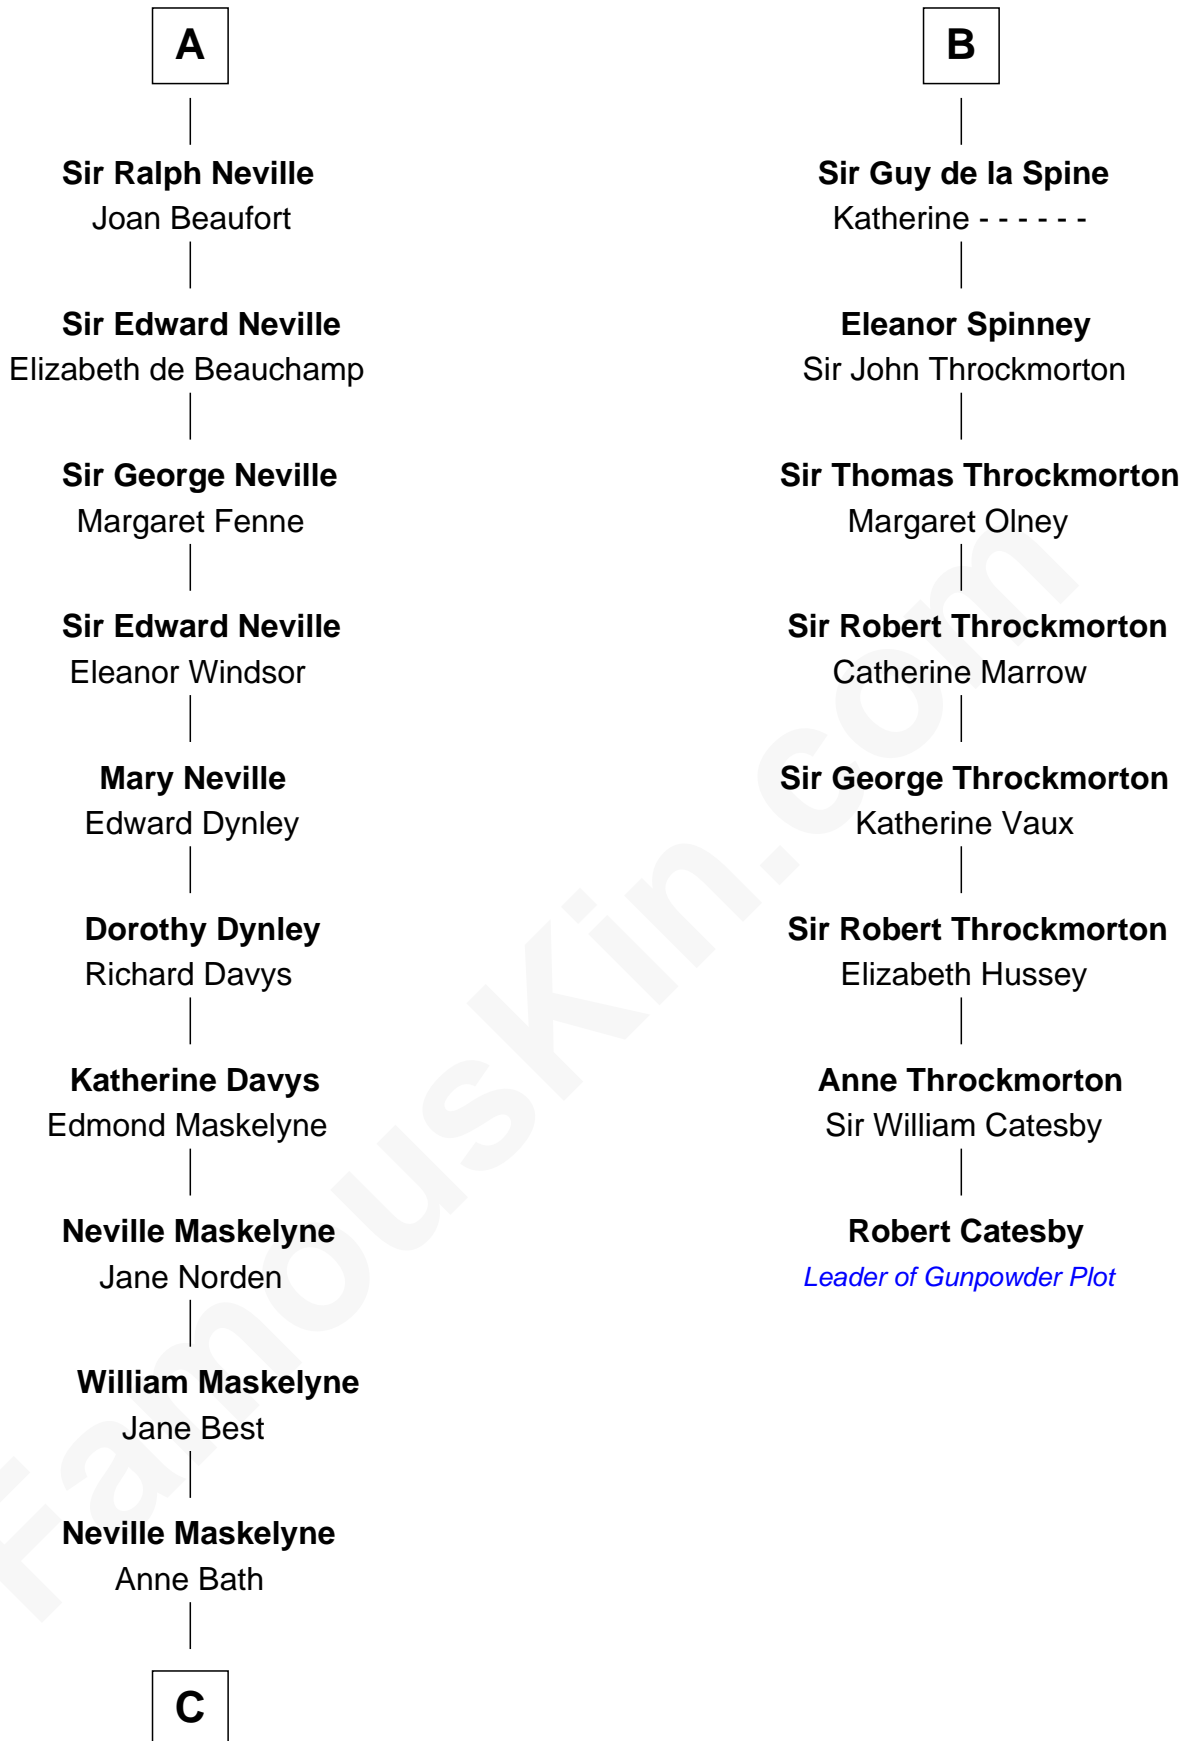 A
Sir Ralph Neville
Joan Beaufort
Sir Edward Neville
Elizabeth de Beauchamp
Sir George Neville
Margaret Fenne
Sir Edward Neville
Eleanor Windsor
Mary Neville
Edward Dynley
Dorothy Dynley
Richard Davys
Katherine Davys
Edmond Maskelyne
Neville Maskelyne
Jane Norden
William Maskelyne
Jane Best
Neville Maskelyne
Anne Bath
C
B
Sir Guy de la Spine
Katherine - - - - - -
Eleanor Spinney
Sir John Throckmorton
Sir Thomas Throckmorton
Margaret Olney
Sir Robert Throckmorton
Catherine Marrow
Sir George Throckmorton
Katherine Vaux
Sir Robert Throckmorton
Elizabeth Hussey
Anne Throckmorton
Sir William Catesby
Robert Catesby
Leader of Gunpowder Plot
FamousKin.com